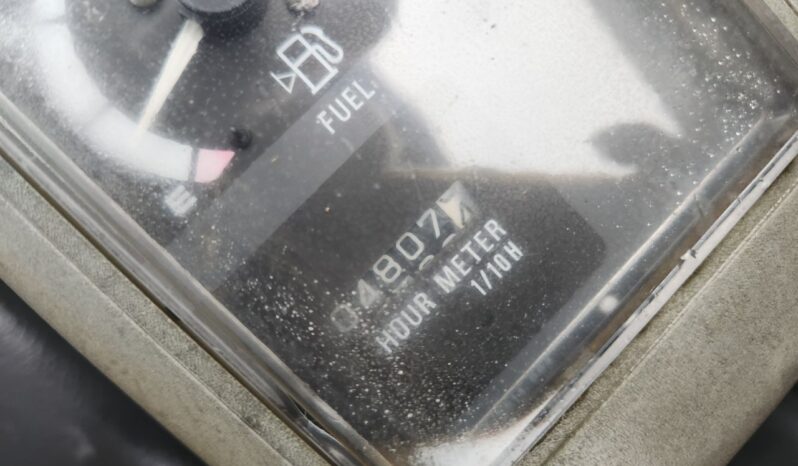 E
FUEL
04807
HOUR METER
1/10H